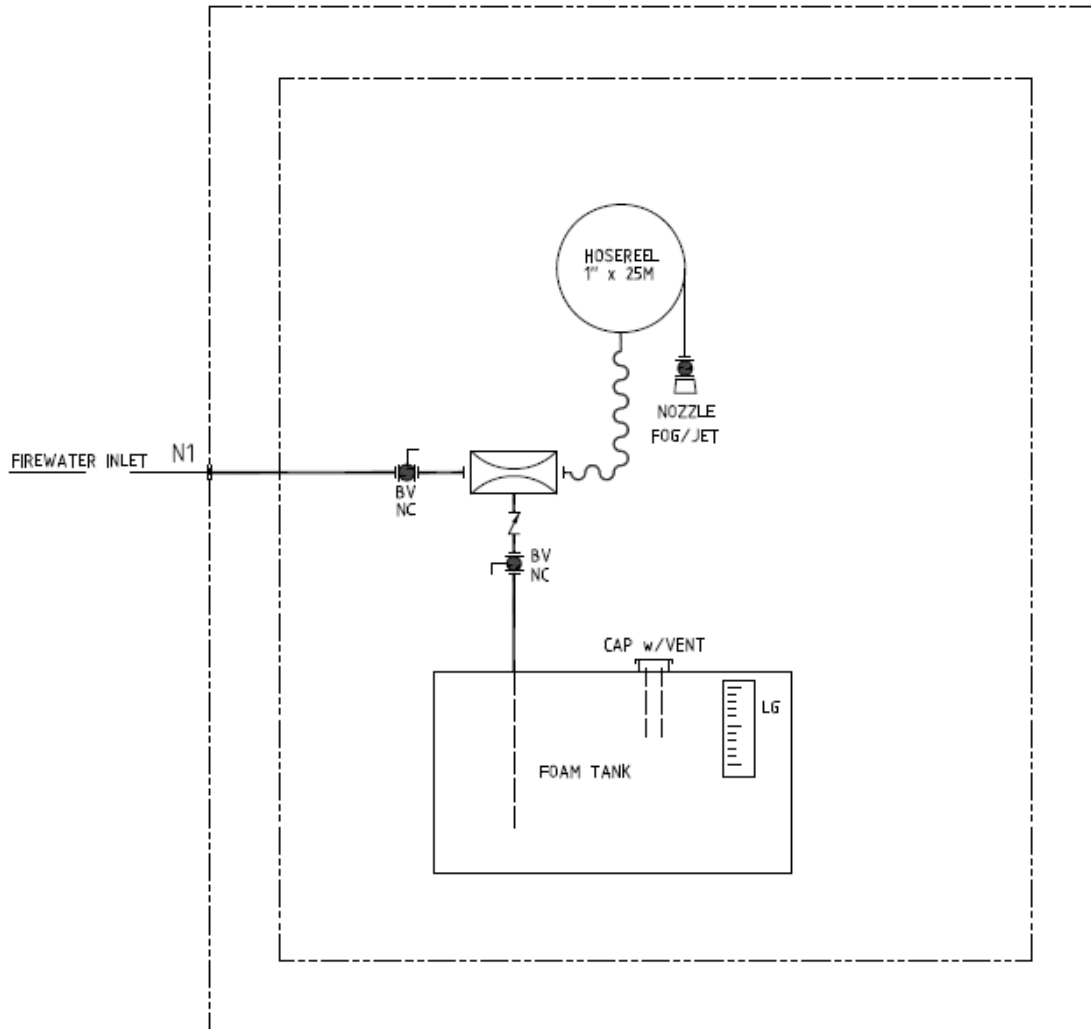 HOSEREEL
1" x 25M
NOZZLE
FOG/JET
FIREWATER INLET
N1
BV
NC
BV
NC
CAP w/VENT
LG
FOAM TANK